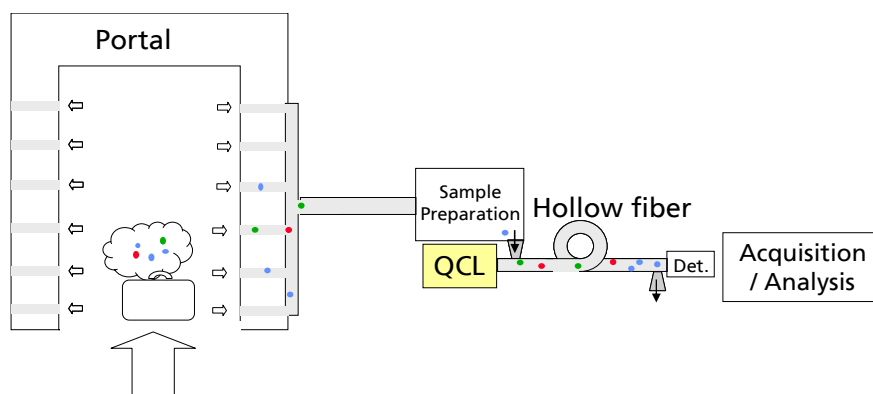 Portal
Sample
Preparation
Hollow fiber
QCL
Det.
Acquisition
/ Analysis